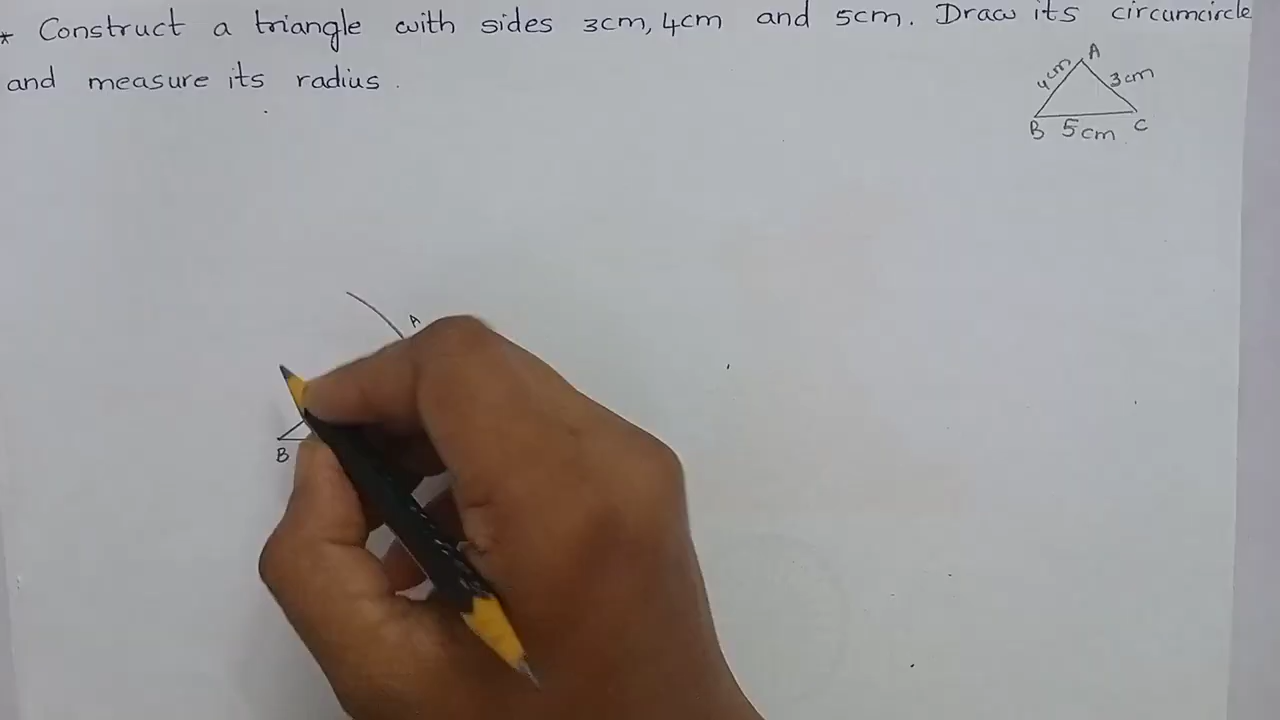 * Construct a triangle with sides 3cm, 4cm and 5cm. Draw its circumcircle
and measure its radius.
A
4cm
3cm
B
5cm
C
A
B